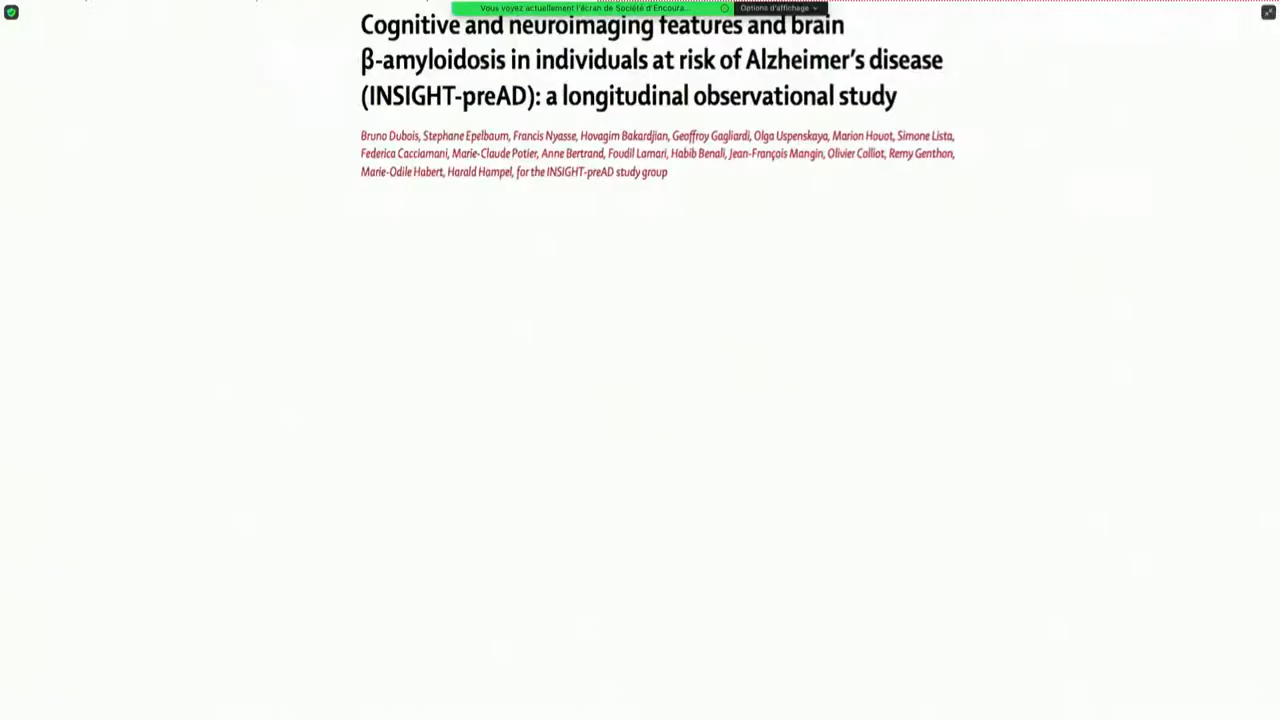 Vous voyez actuellement l'écran de Société d'Encoura...
Options d'affichage
Cognitive and neuroimaging features and brain
β-amyloidosis in individuals at risk of Alzheimer's disease
(INSIGHT-preAD): a longitudinal observational study
Bruno Dubois, Stephane Epelbaum, Francis Nyasse, Hovagim Bakardjian, Geoffroy Gagliardi, Olga Uspenskaya, Marion Houot, Simone Lista,
Federica Cacciamani, Marie-Claude Potier, Anne Bertrand, Foudil Lamari, Habib Benali, Jean-François Mangin, Olivier Colliot, Remy Genthon,
Marie-Odile Habert, Harald Hampel, for the INSIGHT-preAD study group